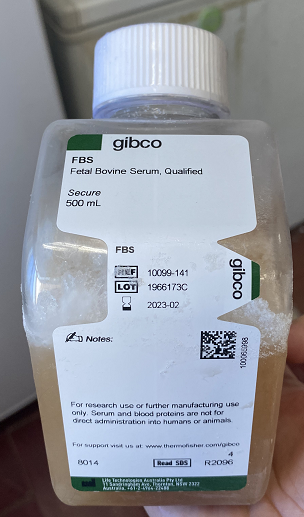 gibco
FBS
Fetal Bovine Serum, Qualified
Secure
500 mL
FBS
REF 10099-141
LOT 1966173C
2023-02
gibco
Notes:
10065998
For research use or further manufacturing use
only. Serum and blood proteins are not for
direct administration into humans or animals.
For support visit us at: www.thermofisher.com/gibco
4
8014 Read SDS R2096
Life Technologies Australia Pty Ltd
Australia.